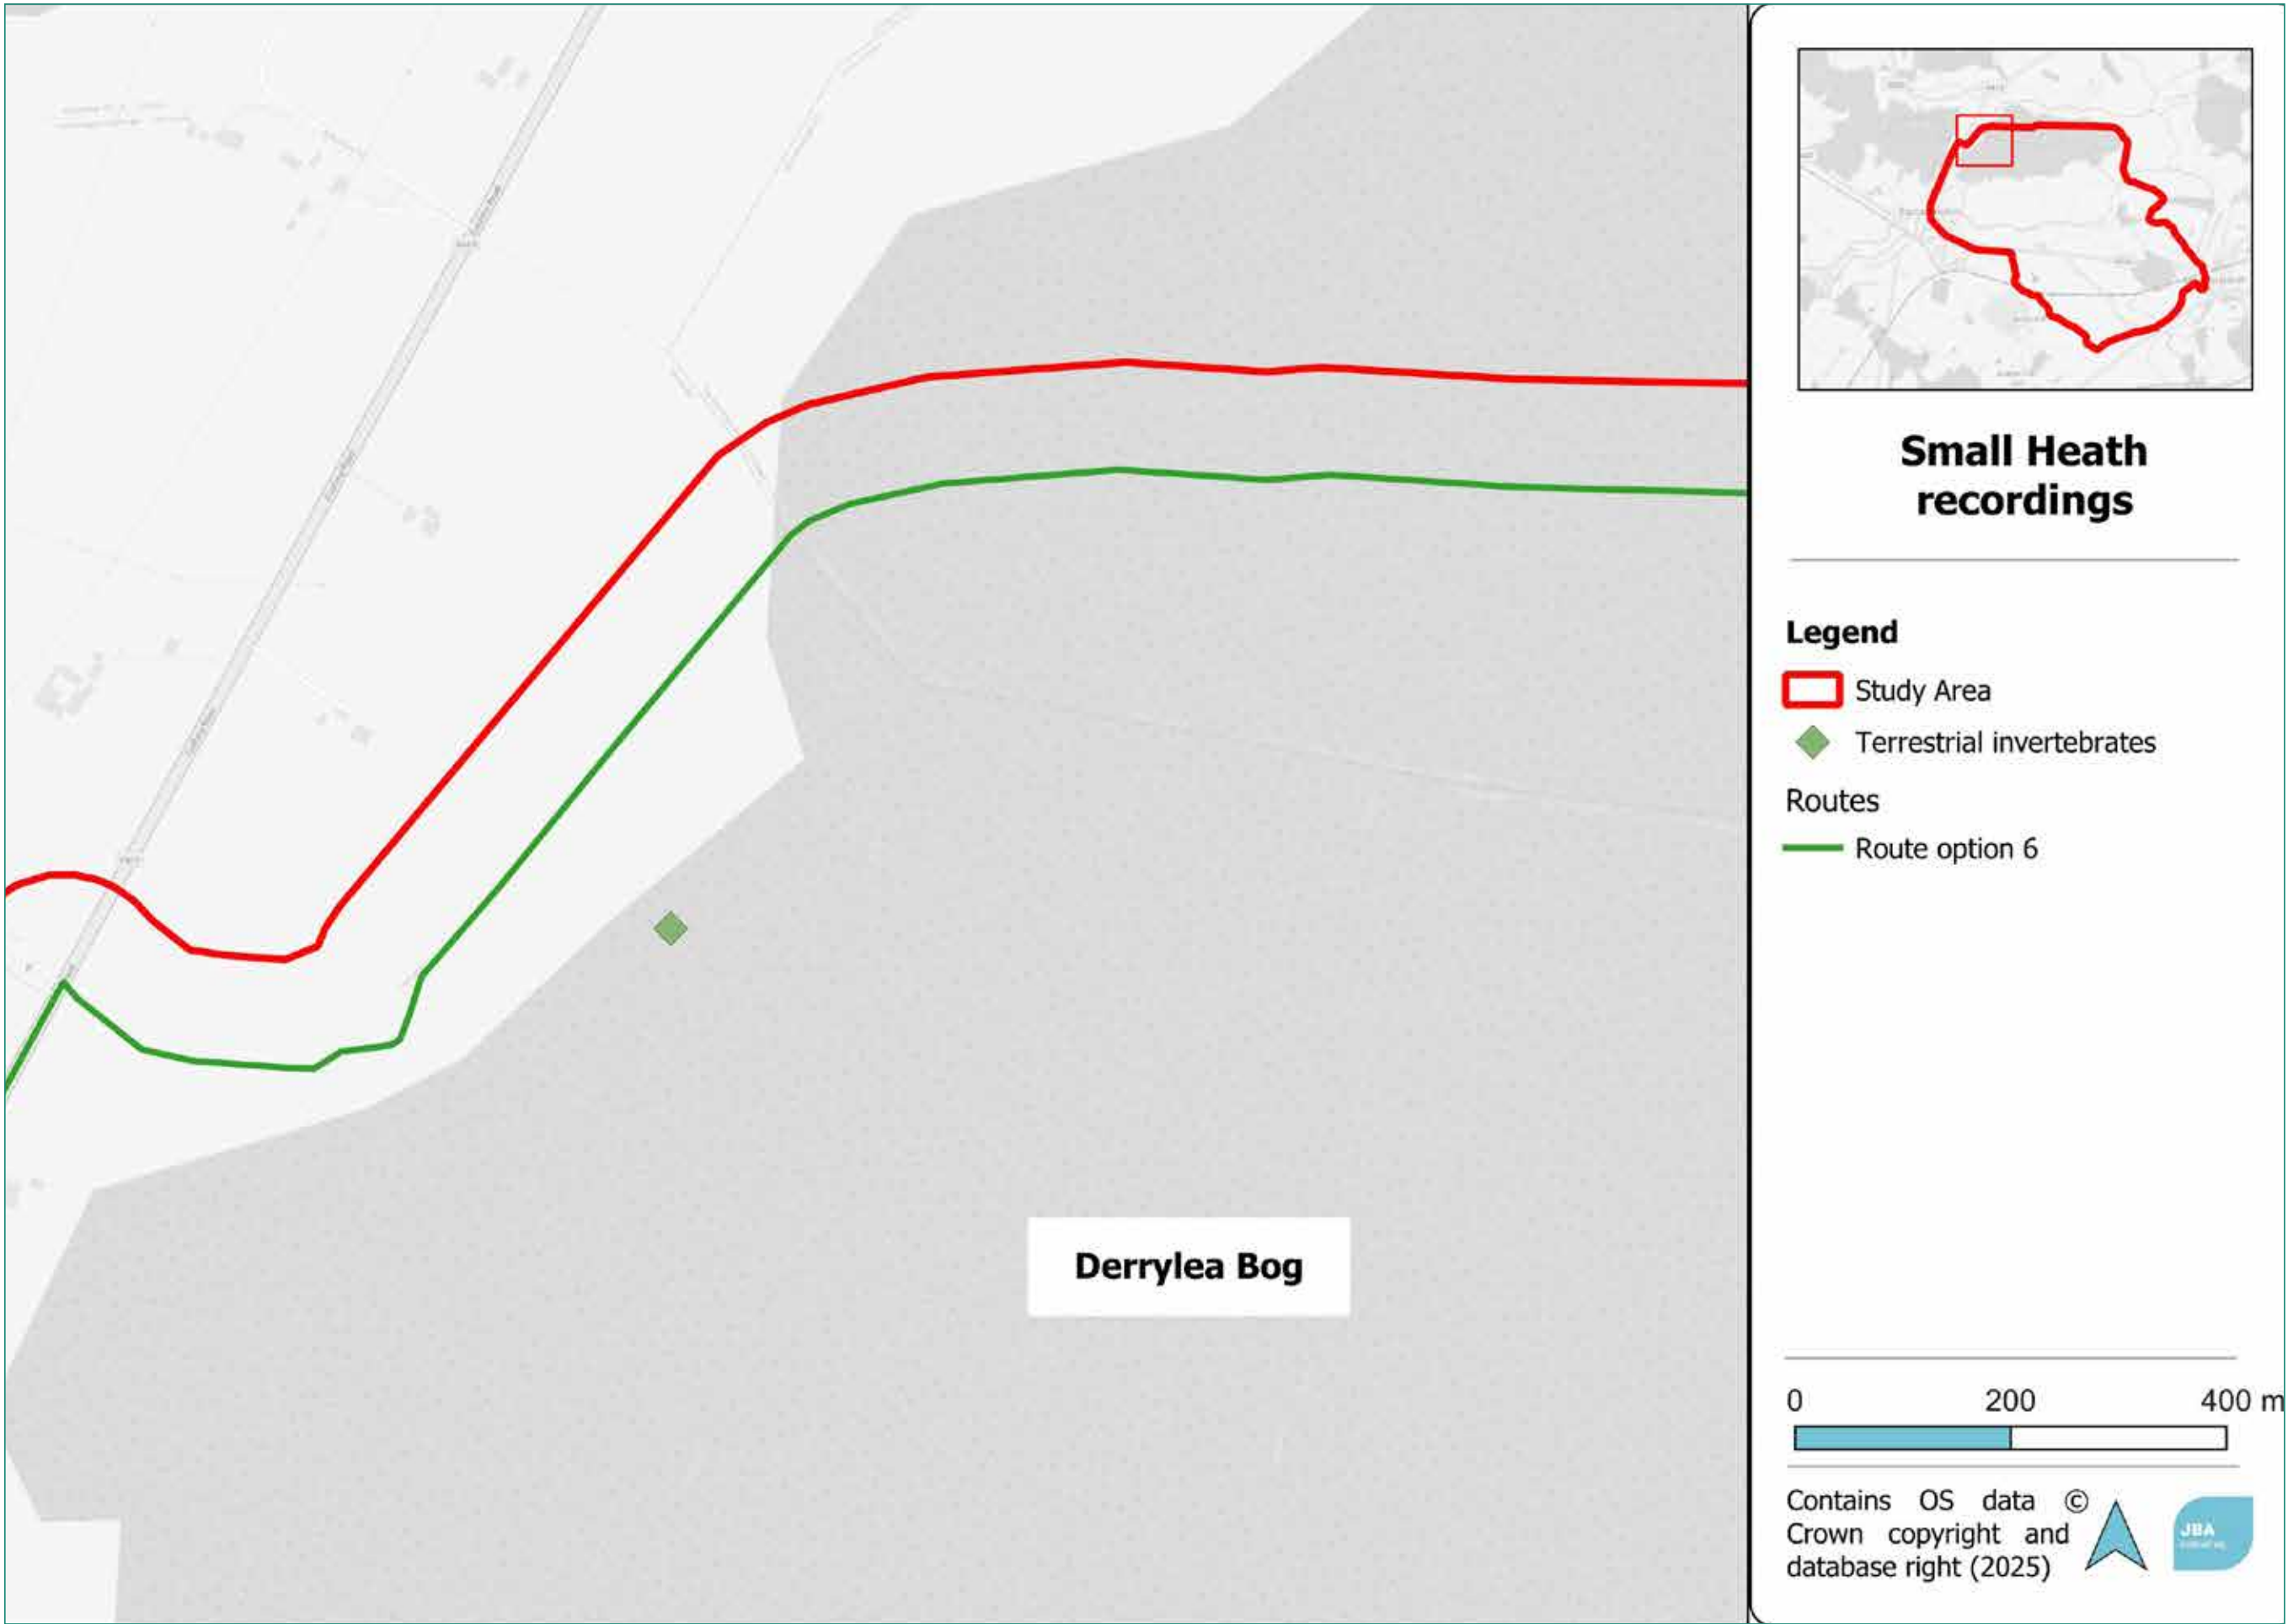 Small Heath
recordings
Legend
Study Area
Terrestrial invertebrates
Routes
Route option 6
Derrylea Bog
0 200 400 m
Contains OS data ©
Crown copyright and
database right (2025)
JBA